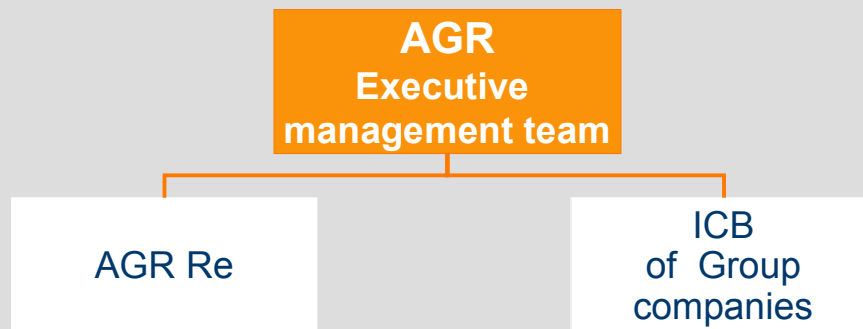 AGR
Executive
management team
AGR Re
ICB
of Group
companies